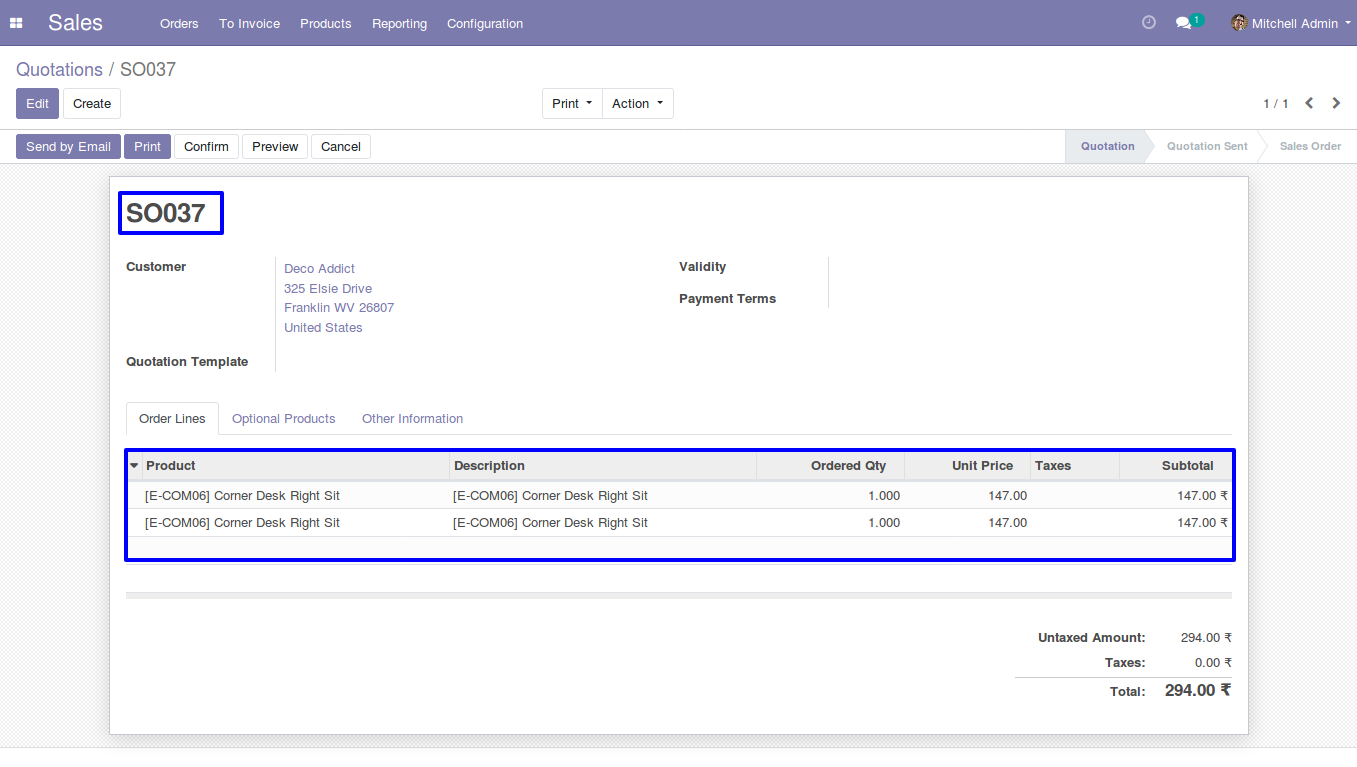 Sales Orders To Invoice Products Reporting Configuration 1 Mitchell Admin
Quotations / SO037
Edit Create Print Action 1 / 1
Send by Email Print Confirm Preview Cancel Quotation Quotation Sent Sales Order
SO037
Customer Deco Addict Validity
325 Elsie Drive
Payment Terms
Franklin WV 26807
United States
Quotation Template
Order Lines Optional Products Other Information
Product Description Ordered Qty Unit Price Taxes Subtotal
[E-COM06] Corner Desk Right Sit [E-COM06] Corner Desk Right Sit 1.000 147.00 147.00 ₹
[E-COM06] Corner Desk Right Sit [E-COM06] Corner Desk Right Sit 1.000 147.00 147.00 ₹
Untaxed Amount: 294.00 ₹
Taxes: 0.00 ₹
Total: 294.00 ₹